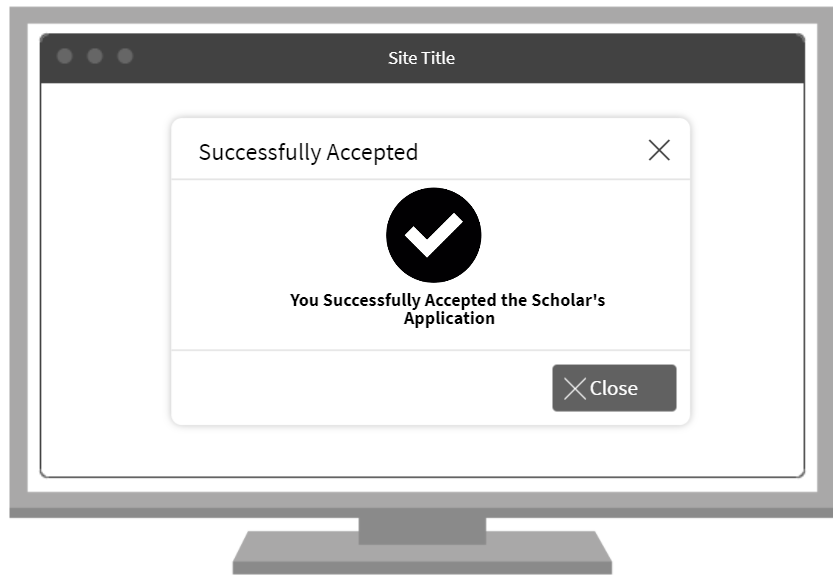 Site Title
Successfully Accepted
You Successfully Accepted the Scholar's
Application
Close